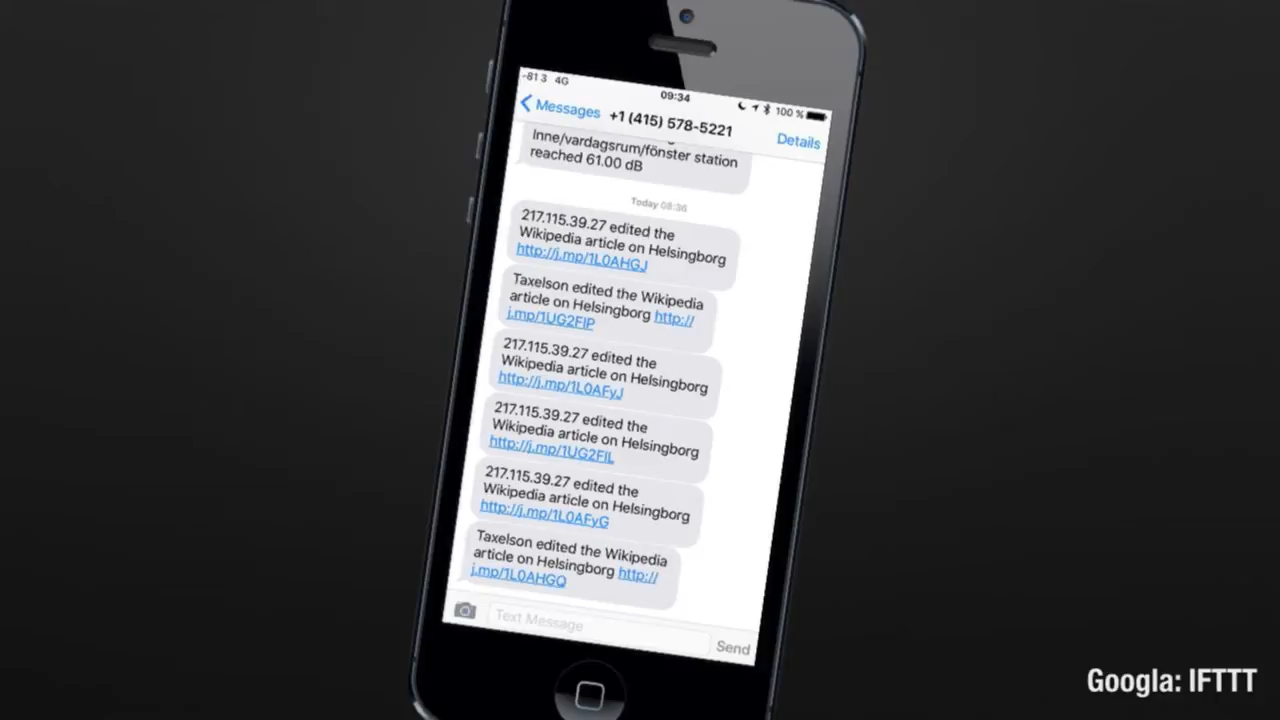 -81 3 4G
09:34
100 %
Messages
+1 (415) 578-5221
Details
Inne/vardagsrum/fönster station
reached 61.00 dB
Today 08:36
217.115.39.27 edited the
Wikipedia article on Helsingborg
http://j.mp/1L0AHGJ
Taxelson edited the Wikipedia
article on Helsingborg http://
j.mp/1UG2FIP
217.115.39.27 edited the
Wikipedia article on Helsingborg
http://j.mp/1L0AFyJ
217.115.39.27 edited the
Wikipedia article on Helsingborg
http://j.mp/1UG2FIL
217.115.39.27 edited the
Wikipedia article on Helsingborg
http://j.mp/1L0AFyG
Taxelson edited the Wikipedia
article on Helsingborg http://
j.mp/1L0AHGQ
Text Message
Send
Googla: IFTTT